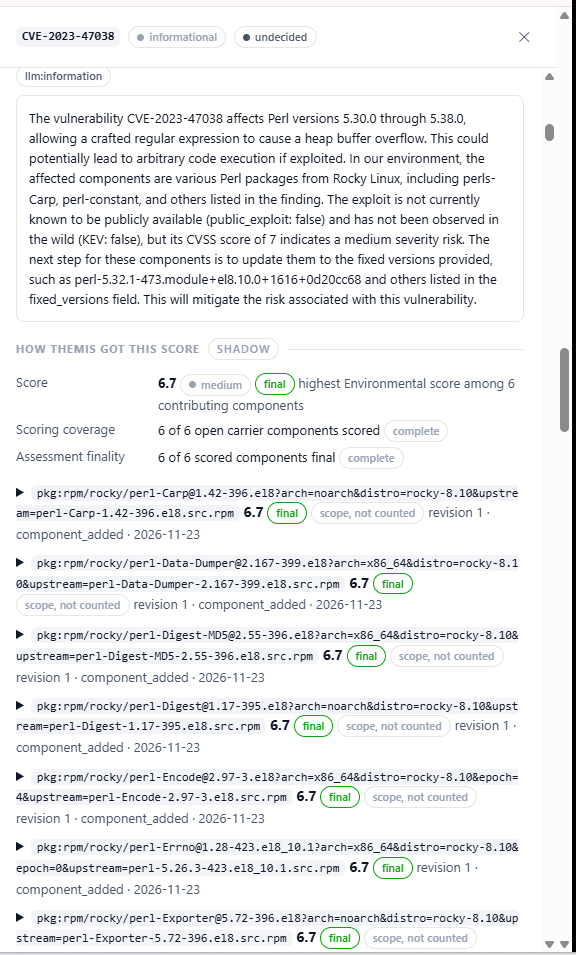 CVE-2023-47038 informational undecided
llm:information
The vulnerability CVE-2023-47038 affects Perl versions 5.30.0 through 5.38.0,
allowing a crafted regular expression to cause a heap buffer overflow. This could
potentially lead to arbitrary code execution if exploited. In our environment, the
affected components are various Perl packages from Rocky Linux, including perls-
Carp, perl-constant, and others listed in the finding. The exploit is not currently
known to be publicly available (public_exploit: false) and has not been observed in
the wild (KEV: false), but its CVSS score of 7 indicates a medium severity risk. The
next step for these components is to update them to the fixed versions provided,
such as perl-5.32.1-473.module+el8.10.0+1616+0d20cc68 and others listed in the
fixed_versions field. This will mitigate the risk associated with this vulnerability.
HOW THEMIS GOT THIS SCORE SHADOW
Score 6.7 medium final highest Environmental score among 6
contributing components
Scoring coverage 6 of 6 open carrier components scored complete
Assessment finality 6 of 6 scored components final complete
pkg:rpm/rocky/perl-Carp@1.42-396.el8?arch=noarch&distro=rocky-8.10&upstre
am=perl-Carp-1.42-396.el8.src.rpm 6.7 final scope, not counted revision 1 ·
component_added · 2026-11-23
pkg:rpm/rocky/perl-Data-Dumper@2.167-399.el8?arch=x86_64&distro=rocky-8.1
0&upstream=perl-Data-Dumper-2.167-399.el8.src.rpm 6.7 final
scope, not counted revision 1 · component_added · 2026-11-23
pkg:rpm/rocky/perl-Digest-MD5@2.55-396.el8?arch=x86_64&distro=rocky-8.10&
upstream=perl-Digest-MD5-2.55-396.el8.src.rpm 6.7 final scope, not counted
revision 1 · component_added · 2026-11-23
pkg:rpm/rocky/perl-Digest@1.17-395.el8?arch=noarch&distro=rocky-8.10&upst
ream=perl-Digest-1.17-395.el8.src.rpm 6.7 final scope, not counted revision 1 ·
component_added · 2026-11-23
pkg:rpm/rocky/perl-Encode@2.97-3.el8?arch=x86_64&distro=rocky-8.10&epoch=
4&upstream=perl-Encode-2.97-3.el8.src.rpm 6.7 final scope, not counted
revision 1 · component_added · 2026-11-23
pkg:rpm/rocky/perl-Errno@1.28-423.el8_10.1?arch=x86_64&distro=rocky-8.10&
epoch=0&upstream=perl-5.26.3-423.el8_10.1.src.rpm 6.7 final revision 1 ·
component_added · 2026-11-23
pkg:rpm/rocky/perl-Exporter@5.72-396.el8?arch=noarch&distro=rocky-8.10&up
stream=perl-Exporter-5.72-396.el8.src.rpm 6.7 final scope, not counted